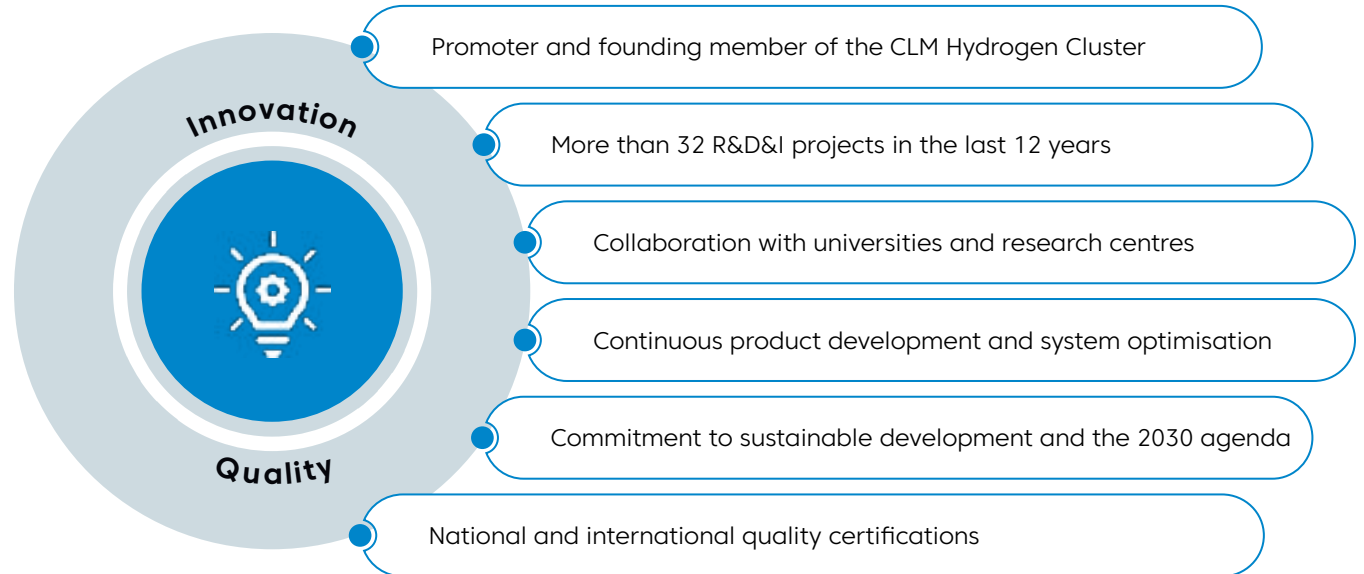 Innovation
Quality
Promoter and founding member of the CLM Hydrogen Cluster
More than 32 R&D&I projects in the last 12 years
Collaboration with universities and research centres
Continuous product development and system optimisation
Commitment to sustainable development and the 2030 agenda
National and international quality certifications